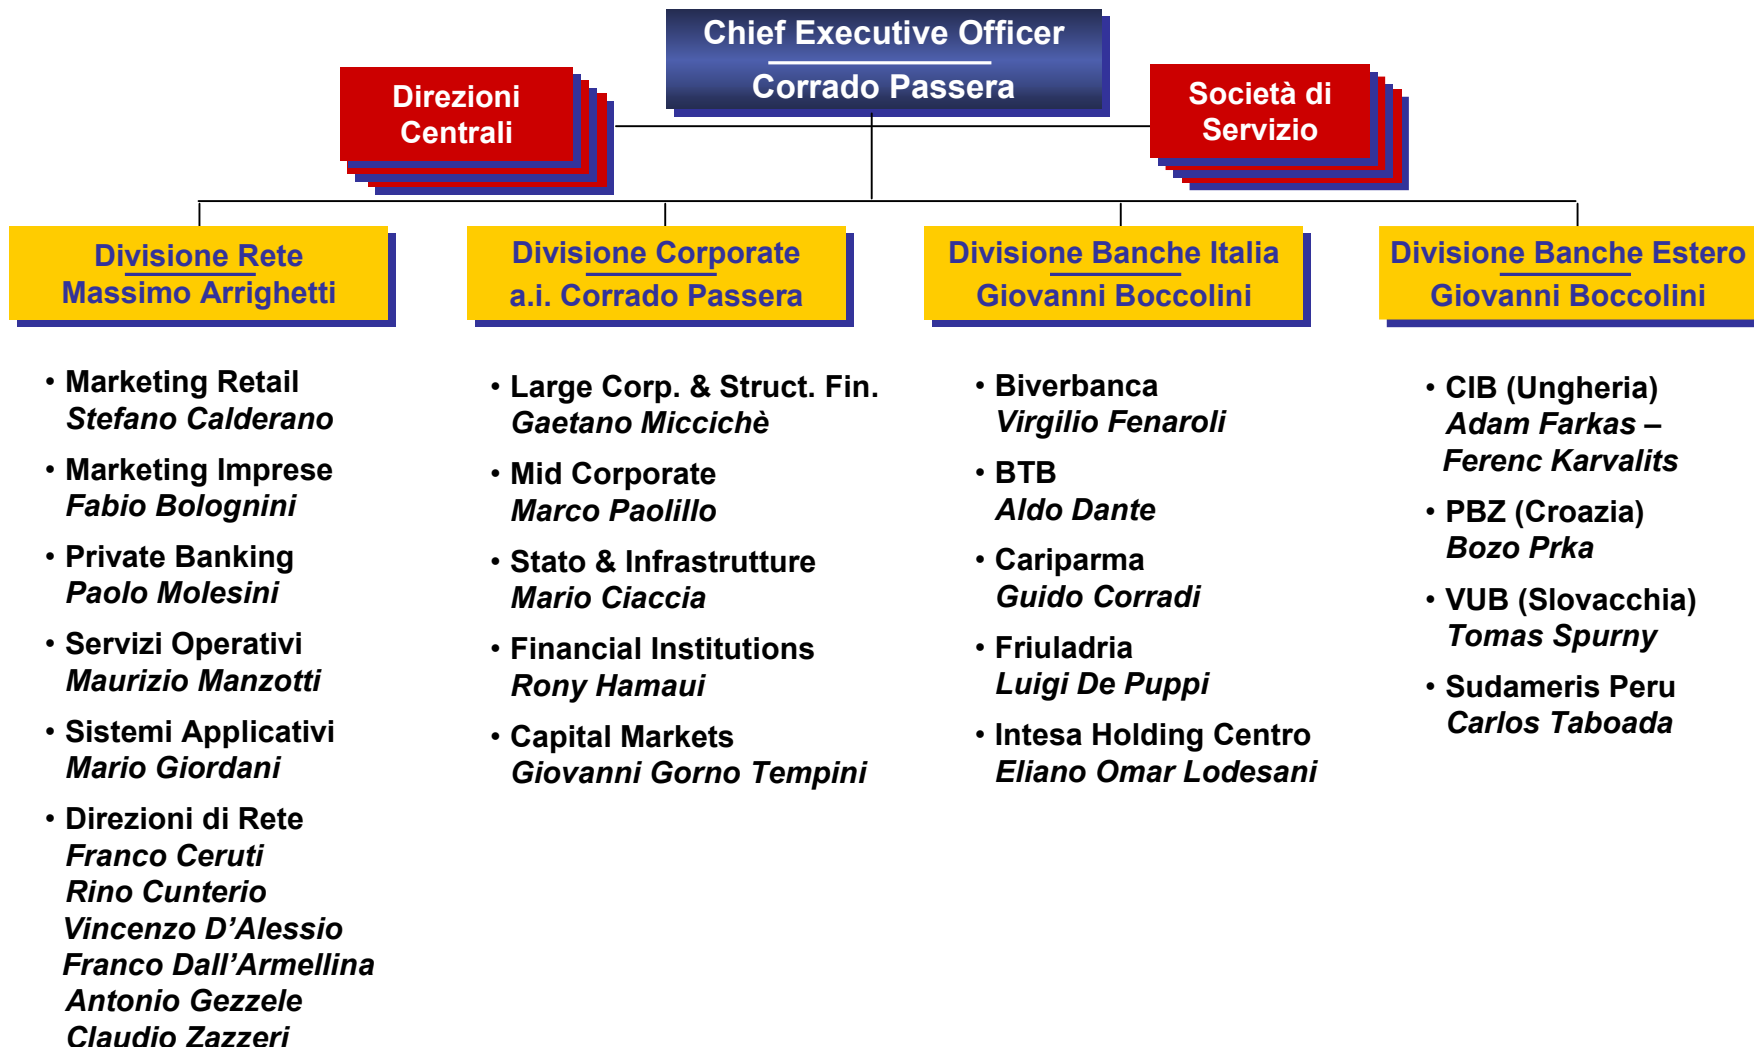 Chief Executive Officer
Corrado Passera
Direzioni
Centrali
Società di
Servizio
Divisione Rete
Massimo Arrighetti
• Marketing Retail
Stefano Calderano
• Marketing Imprese
Fabio Bolognini
• Private Banking
Paolo Molesini
• Servizi Operativi
Maurizio Manzotti
• Sistemi Applicativi
Mario Giordani
• Direzioni di Rete
Franco Ceruti
Rino Cunterio
Vincenzo D’Alessio
Franco Dall’Armellina
Antonio Gezzele
Claudio Zazzeri
Divisione Corporate
a.i. Corrado Passera
• Large Corp. & Struct. Fin.
Gaetano Miccichè
• Mid Corporate
Marco Paolillo
• Stato & Infrastrutture
Mario Ciaccia
• Financial Institutions
Rony Hamaui
• Capital Markets
Giovanni Gorno Tempini
Divisione Banche Italia
Giovanni Boccolini
• Biverbanca
Virgilio Fenaroli
• BTB
Aldo Dante
• Cariparma
Guido Corradi
• Friuladria
Luigi De Puppi
• Intesa Holding Centro
Eliano Omar Lodesani
Divisione Banche Estero
Giovanni Boccolini
• CIB (Ungheria)
Adam Farkas –
Ferenc Karvalits
• PBZ (Croazia)
Bozo Prka
• VUB (Slovacchia)
Tomas Spurny
• Sudameris Peru
Carlos Taboada